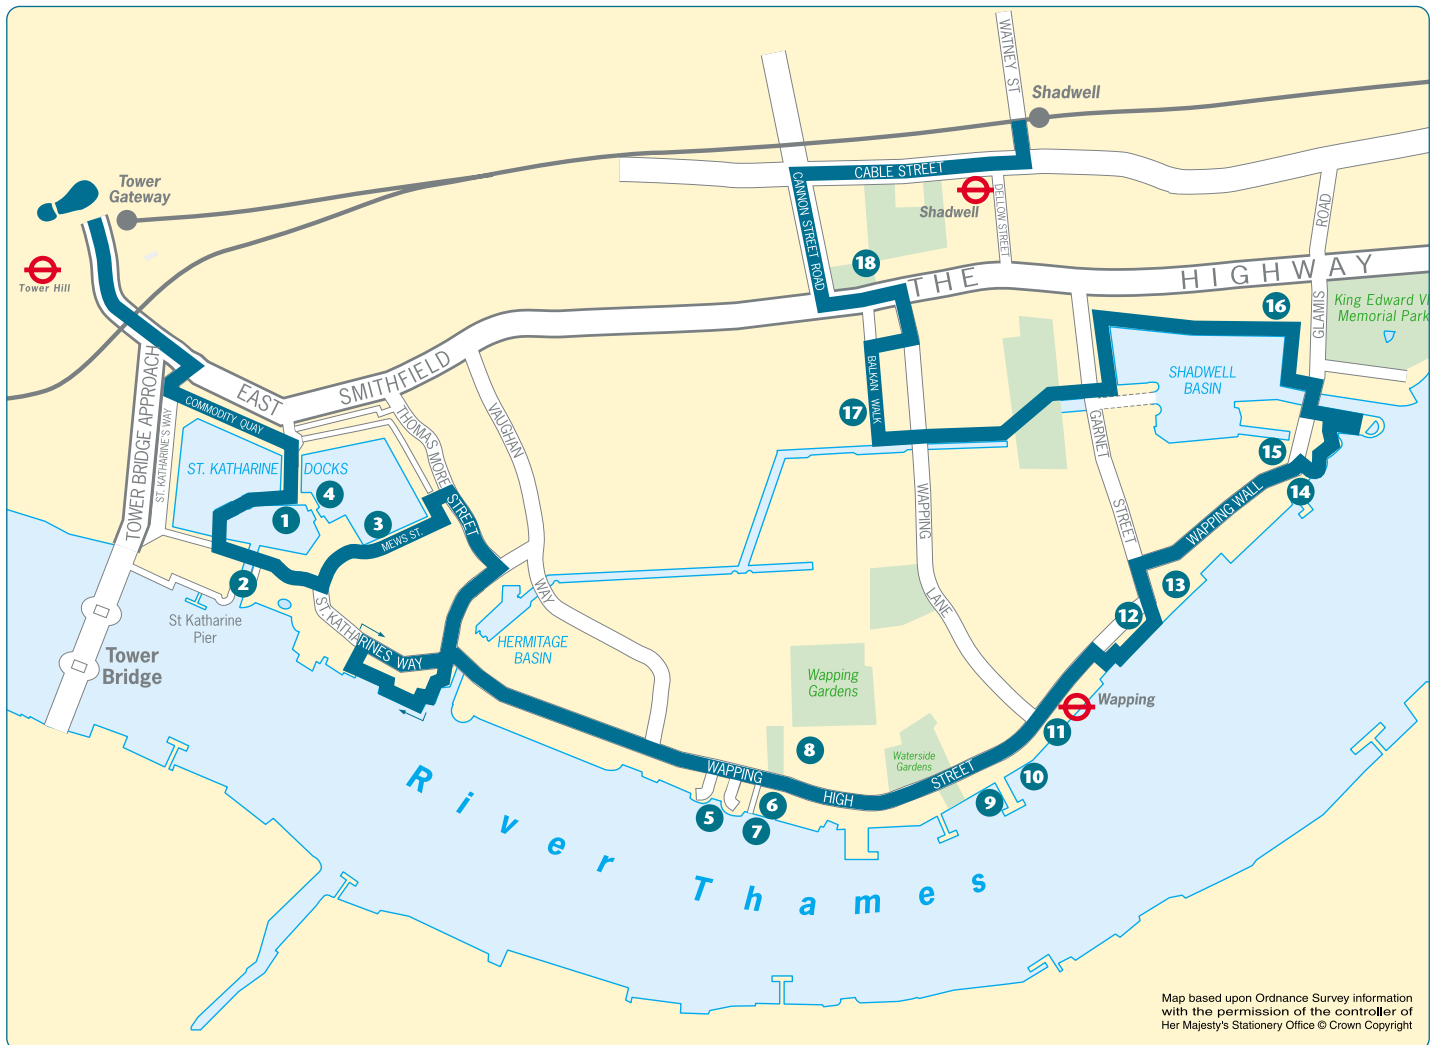 WATNEY ST
Shadwell
Tower
Gateway
CABLE STREET
CANNON STREET ROAD
Shadwell
DELLOW STREET
ROAD
18
Tower Hill
THE
HIGHWAY
GLAMIS
16
King Edward VI
Memorial Park
TOWER BRIDGE APPROACH
ST. KATHARINE'S WAY
EAST
SMITHFIELD
COMMODITY QUAY
THOMAS MORE
STREET
VAUGHAN
WAY
BALKAN WALK
17
SHADWELL
BASIN
GARNET
STREET
ST. KATHARINE
DOCKS
4
1
3
MEWS ST.
15
14
WAPPING WALL
WAPPING
LANE
2
13
12
St Katharine
Pier
ST. KATHARINES WAY
HERMITAGE
BASIN
Tower
Bridge
Wapping
Gardens
Wapping
11
8
Waterside
Gardens
10
WAPPING
HIGH
STREET
9
5
6
7
River Thames
Map based upon Ordnance Survey information
with the permission of the controller of
Her Majesty's Stationery Office © Crown Copyright